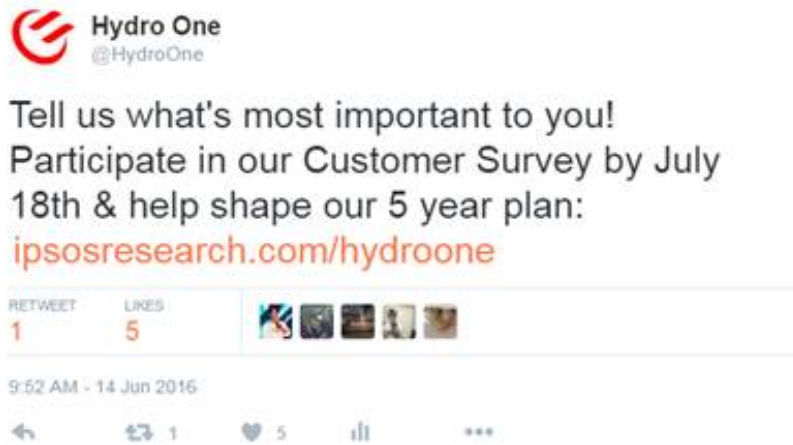 Hydro One
@HydroOne
Tell us what's most important to you!
Participate in our Customer Survey by July
18th & help shape our 5 year plan:
ipsosresearch.com/hydroone
RETWEET LIKES
1 5
9:52 AM - 14 Jun 2016
1 5